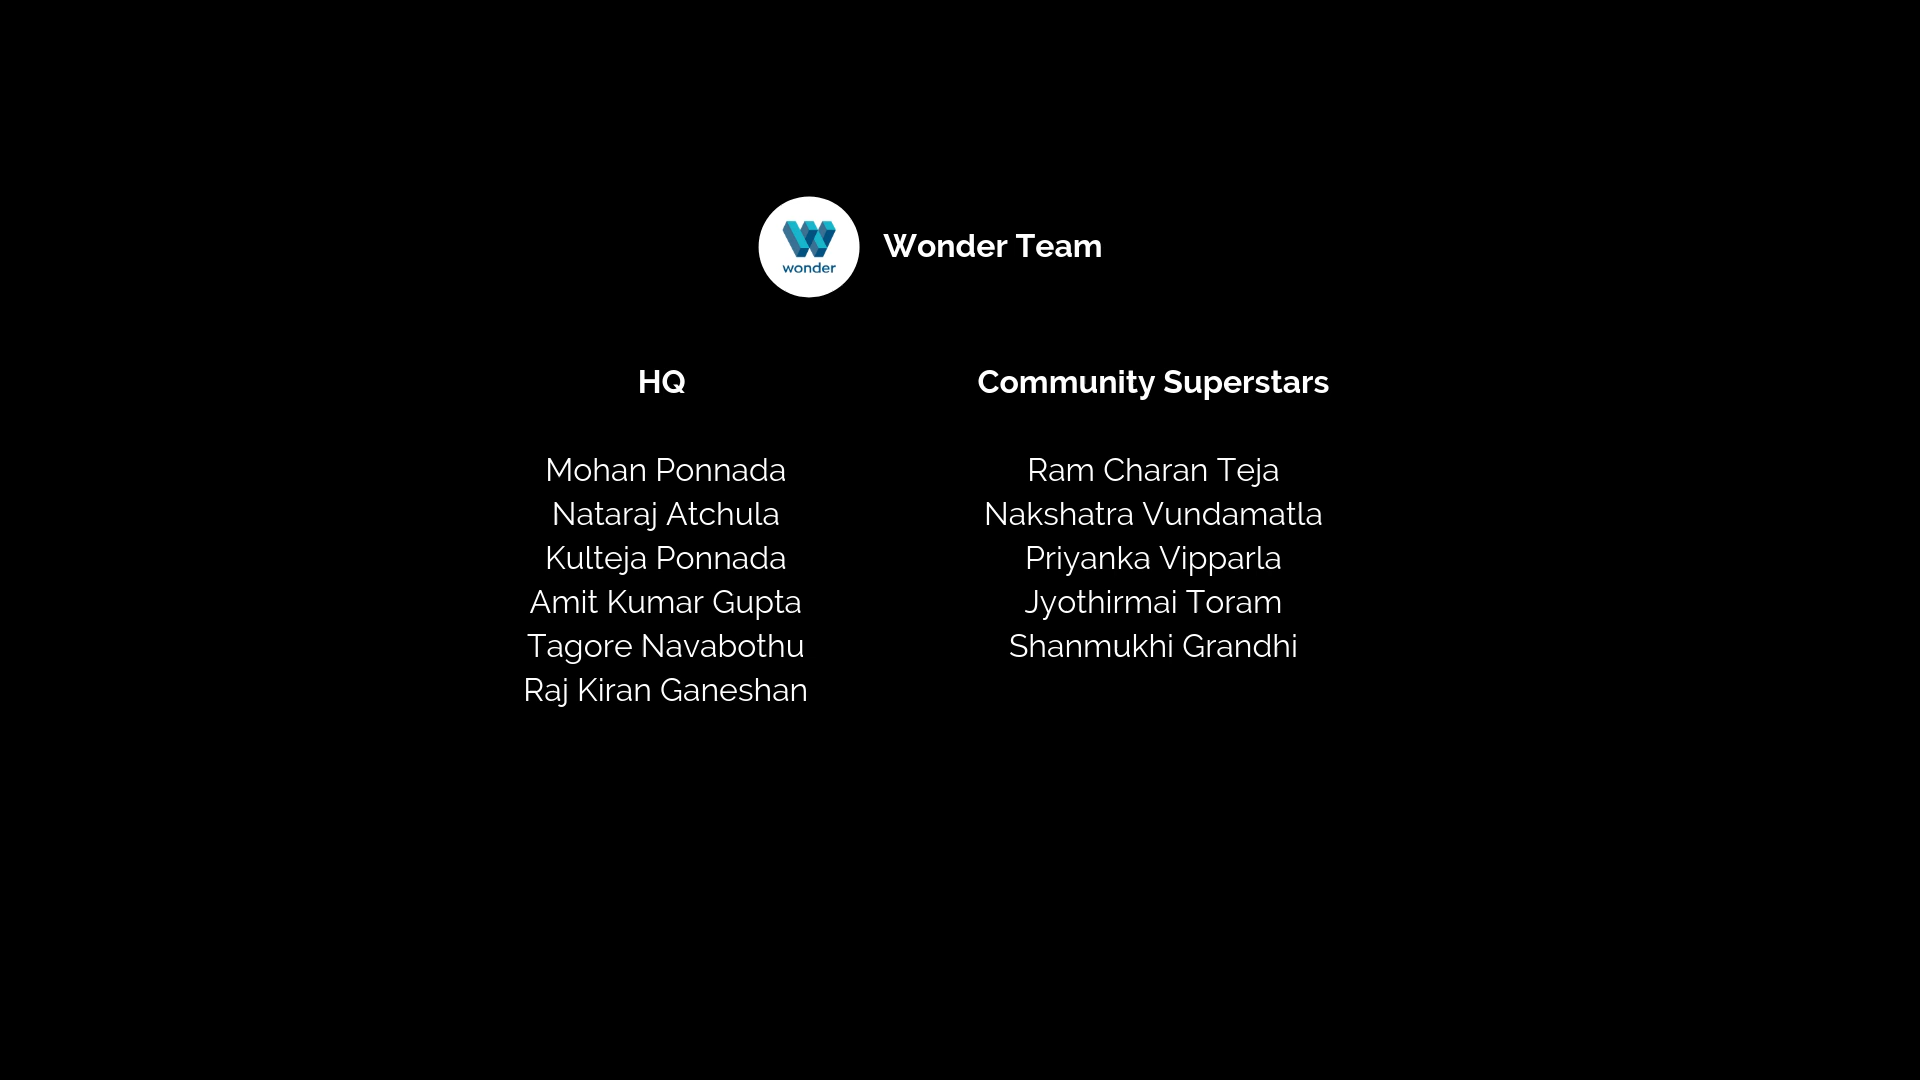 wonder
Wonder Team
HQ
Mohan Ponnada
Nataraj Atchula
Kulteja Ponnada
Amit Kumar Gupta
Tagore Navabothu
Raj Kiran Ganeshan
Community Superstars
Ram Charan Teja
Nakshatra Vundamatla
Priyanka Vipparla
Jyothirmai Toram
Shanmukhi Grandhi